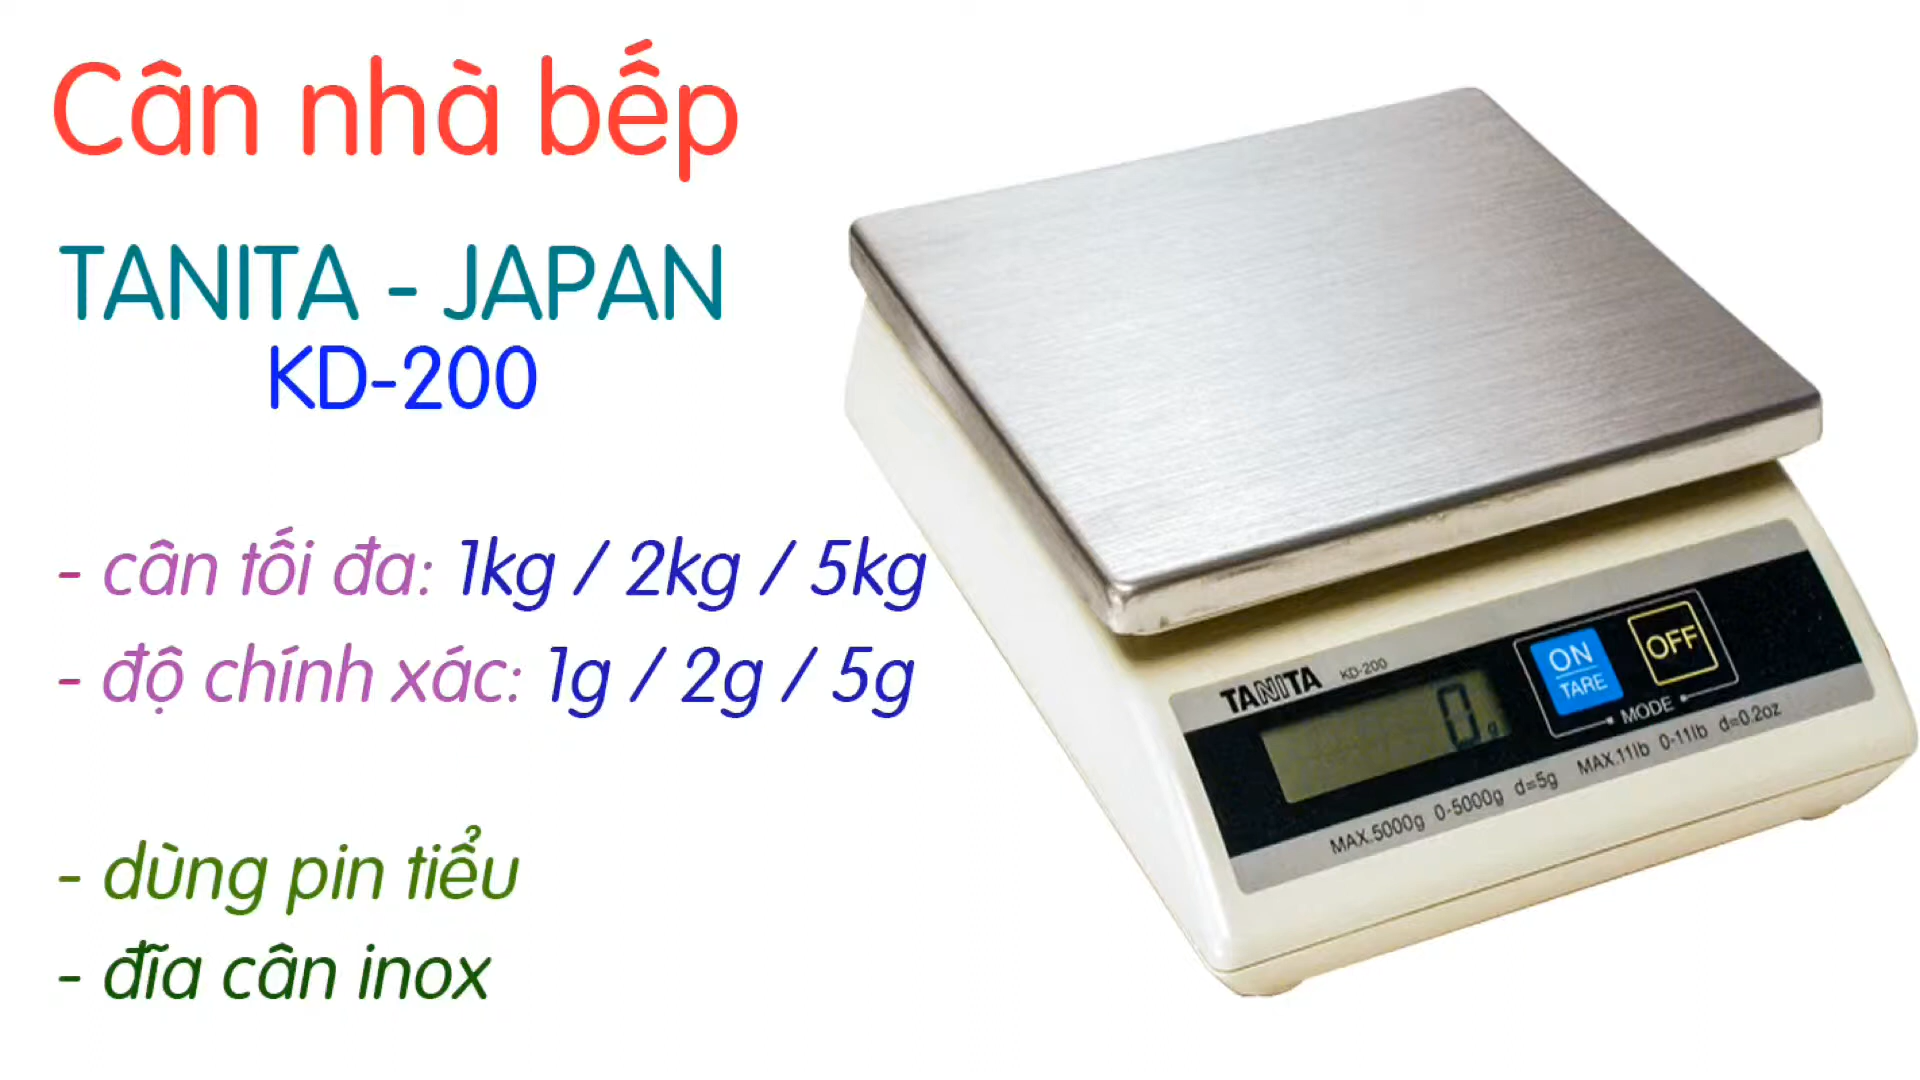 Cân nhà bếp
TANITA - JAPAN
KD-200
- cân tối đa: 1kg / 2kg / 5kg
- độ chính xác: 1g / 2g / 5g
- dùng pin tiểu
- đĩa cân inox
TANITA KD-200
0g
ON
TARE
OFF
MODE
MAX.5000g 0-5000g d=5g MAX.11lb 0-11lb d=0.2oz